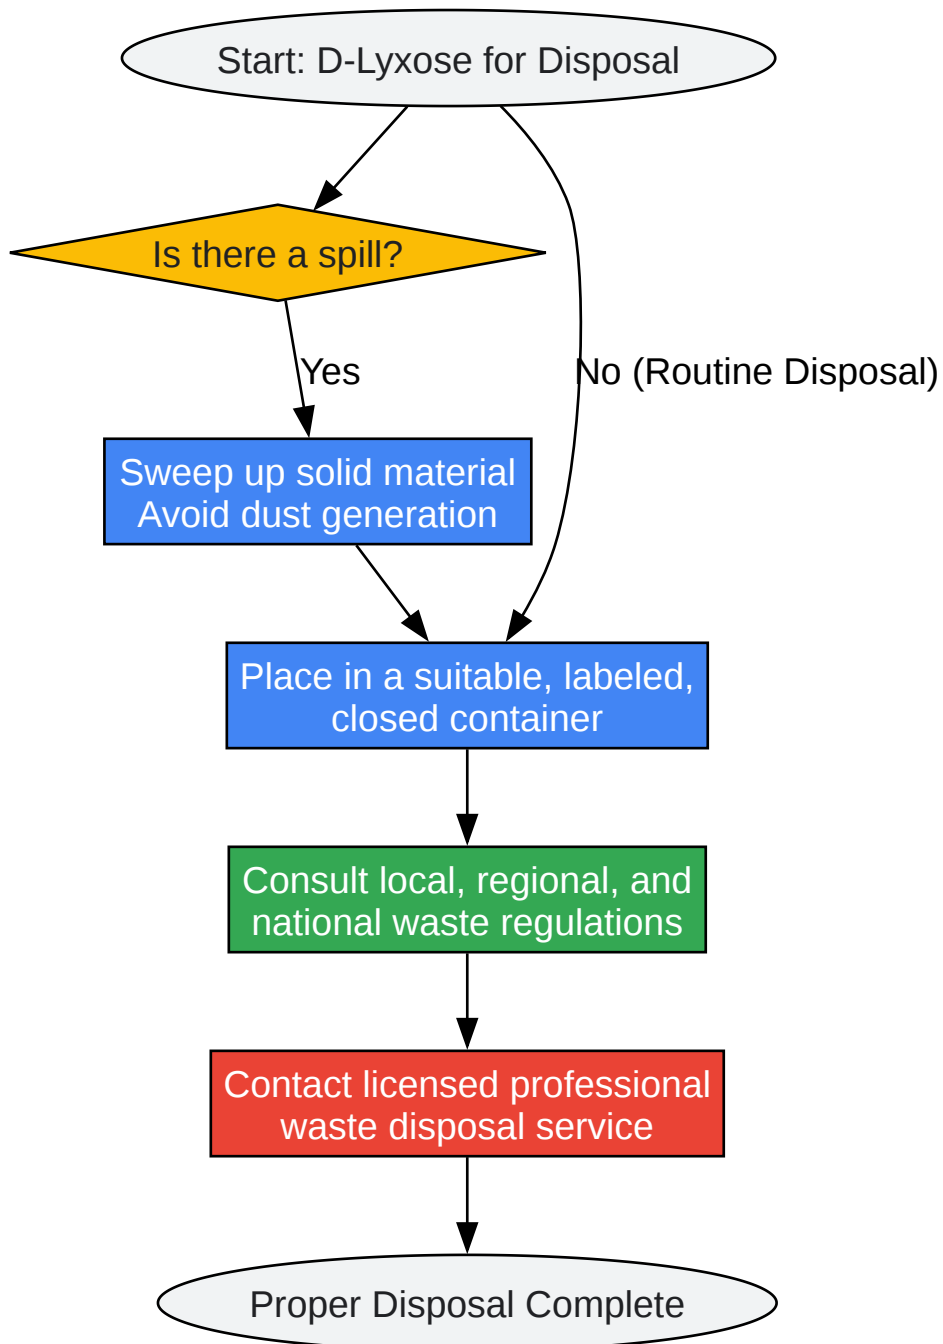 Start: D-Lyxose for Disposal
Is there a spill?
Yes
No (Routine Disposal)
Sweep up solid material
Avoid dust generation
Place in a suitable, labeled,
closed container
Consult local, regional, and
national waste regulations
Contact licensed professional
waste disposal service
Proper Disposal Complete